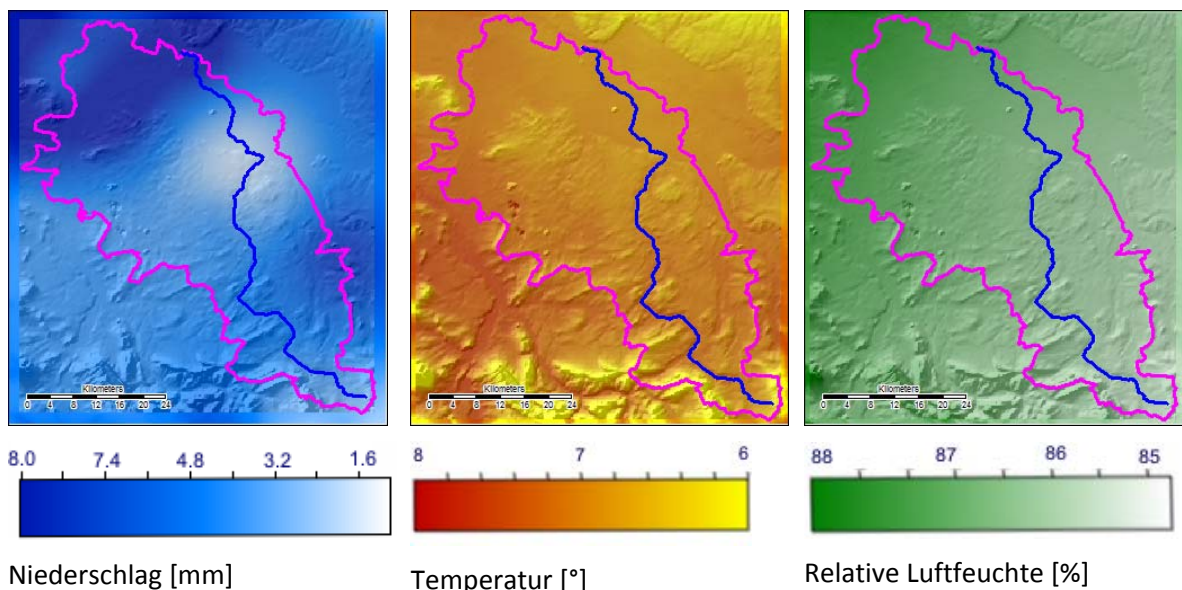 Kilometers
0 4 8 12 16 20 24
Kilometers
0 4 8 12 16 20 24
Kilometers
0 4 8 12 16 20 24
8.0 7.4 4.8 3.2 1.6
8 7 6
88 87 86 85
Niederschlag [mm]
Temperatur [°]
Relative Luftfeuchte [%]